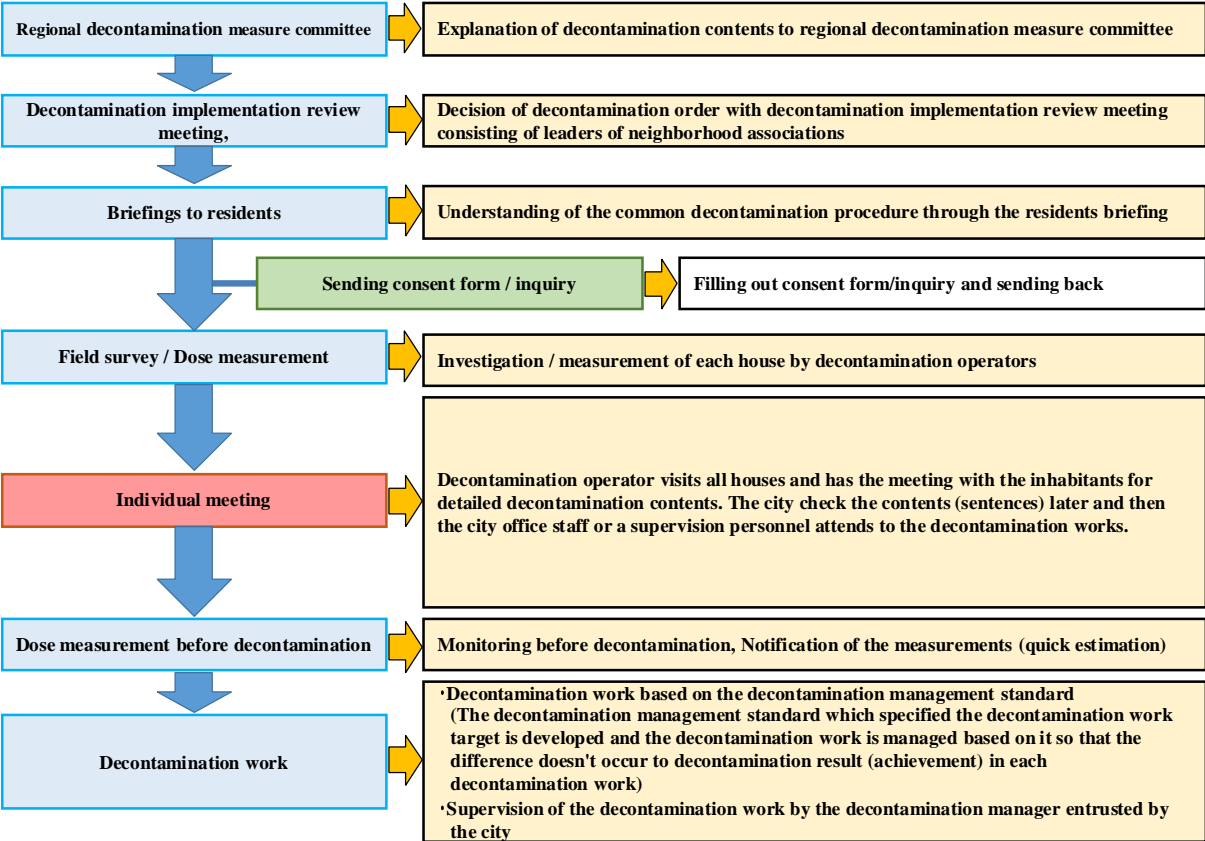 Regional decontamination measure committee
Explanation of decontamination contents to regional decontamination measure committee
Decontamination implementation review
meeting,
Decision of decontamination order with decontamination implementation review meeting
consisting of leaders of neighborhood associations
Briefings to residents
Understanding of the common decontamination procedure through the residents briefing
Sending consent form / inquiry
Filling out consent form/inquiry and sending back
Field survey / Dose measurement
Investigation / measurement of each house by decontamination operators
Individual meeting
Decontamination operator visits all houses and has the meeting with the inhabitants for
detailed decontamination contents. The city check the contents (sentences) later and then
the city office staff or a supervision personnel attends to the decontamination works.
Dose measurement before decontamination
Monitoring before decontamination, Notification of the measurements (quick estimation)
Decontamination work
・Decontamination work based on the decontamination management standard
(The decontamination management standard which specified the decontamination work
target is developed and the decontamination work is managed based on it so that the
difference doesn't occur to decontamination result (achievement) in each
decontamination work)
・Supervision of the decontamination work by the decontamination manager entrusted by
the city